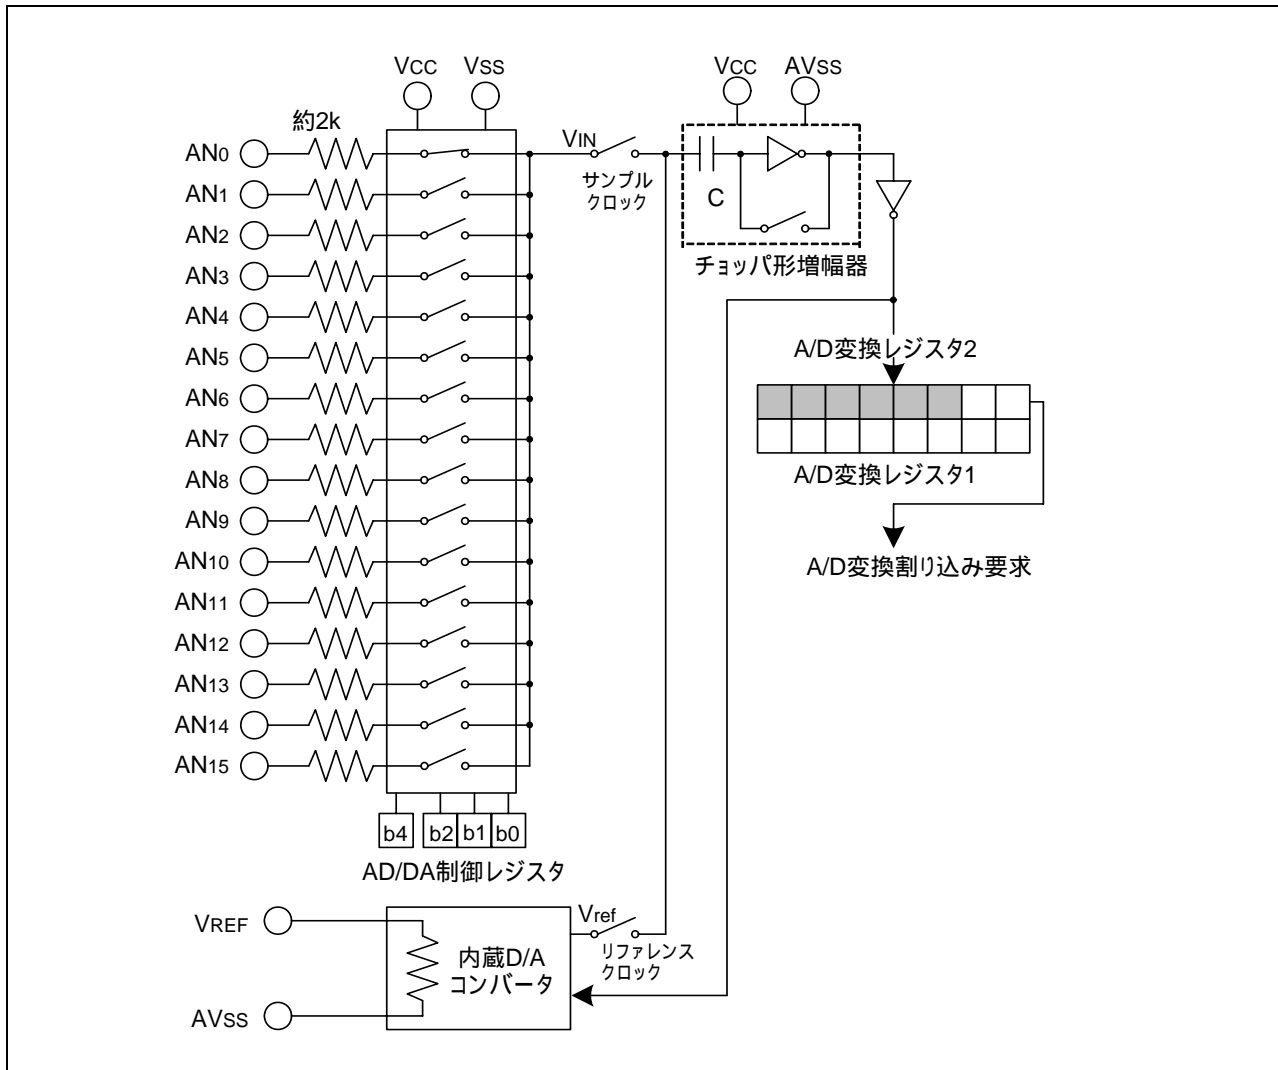 VCC VSS VCC AVSS
約2k
AN0
VIN
サンプル
クロック
C
チョッパ形増幅器
AN1
AN2
AN3
AN4
AN5
AN6
AN7
AN8
AN9
AN10
AN11
AN12
AN13
AN14
AN15
A/D変換レジスタ2
A/D変換レジスタ1
A/D変換割り込み要求
b4 b2 b1 b0
AD/DA制御レジスタ
VREF
Vref
リファレンス
クロック
内蔵D/A
コンバータ
AVSS